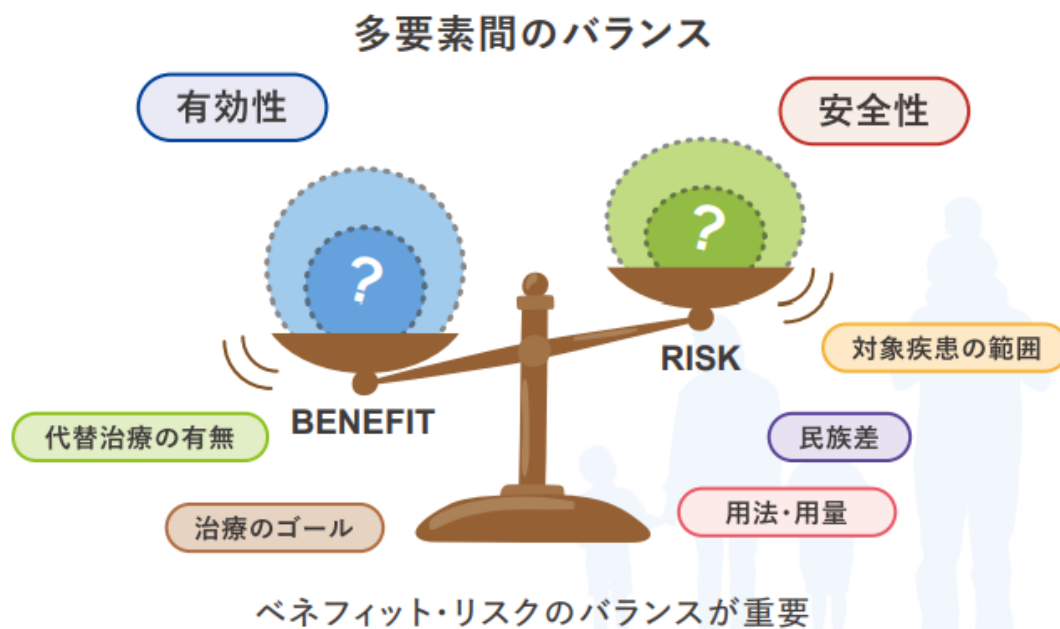 多要素間のバランス
有効性
安全性
?
?
RISK
対象疾患の範囲
BENEFIT
代替治療の有無
民族差
治療のゴール
用法・用量
ベネフィット・リスクのバランスが重要